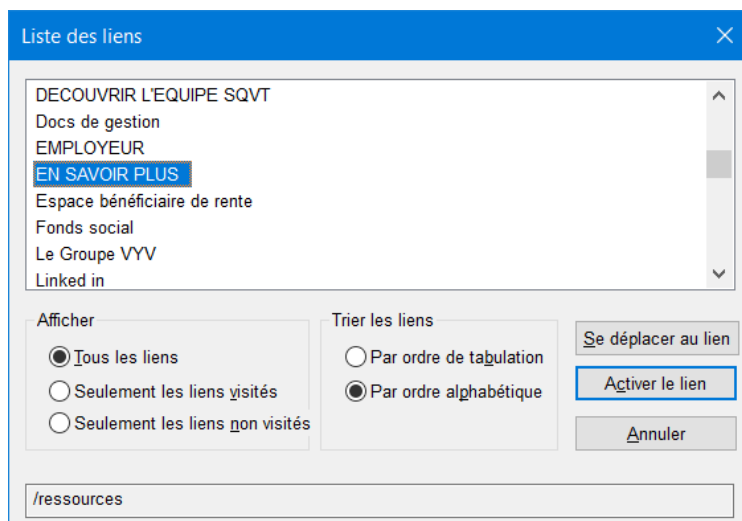 Liste des liens
DECOUVRIR L'EQUIPE SQVT
Docs de gestion
EMPLOYEUR
EN SAVOIR PLUS
Espace bénéficiaire de rente
Fonds social
Le Groupe VYV
Linked in
Afficher
Tous les liens
Seulement les liens visités
Seulement les liens non visités
Trier les liens
Par ordre de tabulation
Par ordre alphabétique
Se déplacer au lien
Activer le lien
Annuler
/ressources